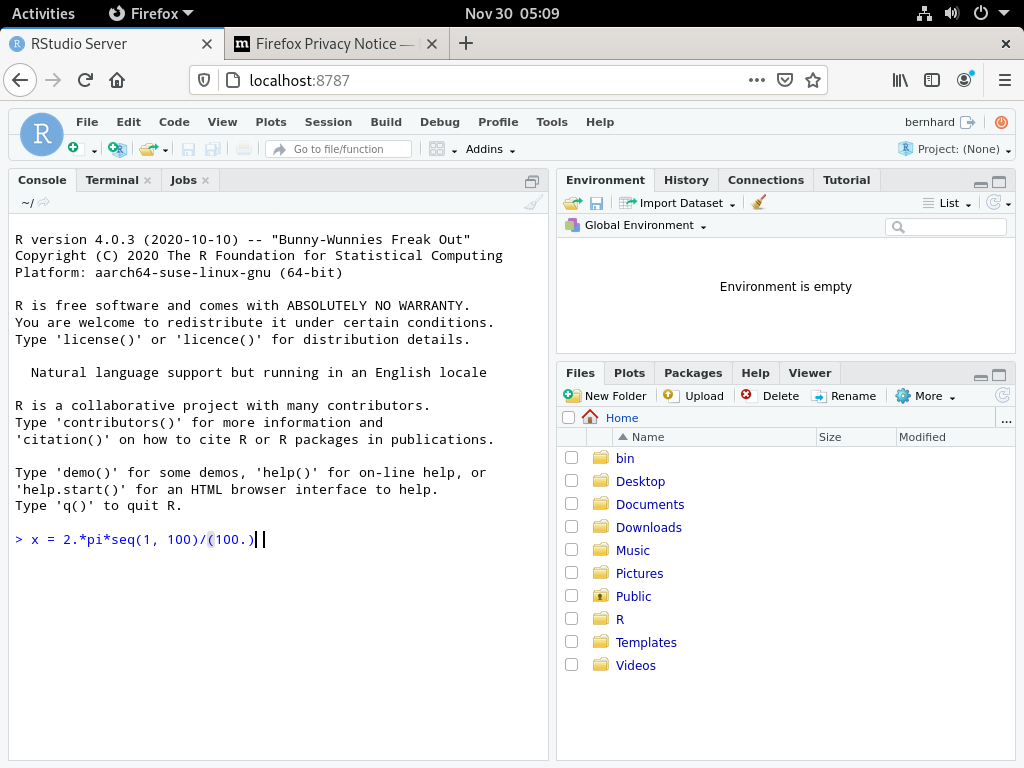 Activities Firefox Nov 30 05:09
RStudio Server Firefox Privacy Notice —
localhost:8787
R File Edit Code View Plots Session Build Debug Profile Tools Help bernhard
Go to file/function Addins Project: (None)
Console Terminal Jobs
~/
R version 4.0.3 (2020-10-10) -- "Bunny-Wunnies Freak Out"
Copyright (C) 2020 The R Foundation for Statistical Computing
Platform: aarch64-suse-linux-gnu (64-bit)
R is free software and comes with ABSOLUTELY NO WARRANTY.
You are welcome to redistribute it under certain conditions.
Type 'license()' or 'licence()' for distribution details.
Natural language support but running in an English locale
R is a collaborative project with many contributors.
Type 'contributors()' for more information and
'citation()' on how to cite R or R packages in publications.
Type 'demo()' for some demos, 'help()' for on-line help, or
'help.start()' for an HTML browser interface to help.
Type 'q()' to quit R.
> x = 2.*pi*seq(1, 100)/(100.)
Environment History Connections Tutorial
Import Dataset List
Global Environment
Environment is empty
Files Plots Packages Help Viewer
New Folder Upload Delete Rename More
Home ...
Name Size Modified
bin
Desktop
Documents
Downloads
Music
Pictures
Public
R
Templates
Videos